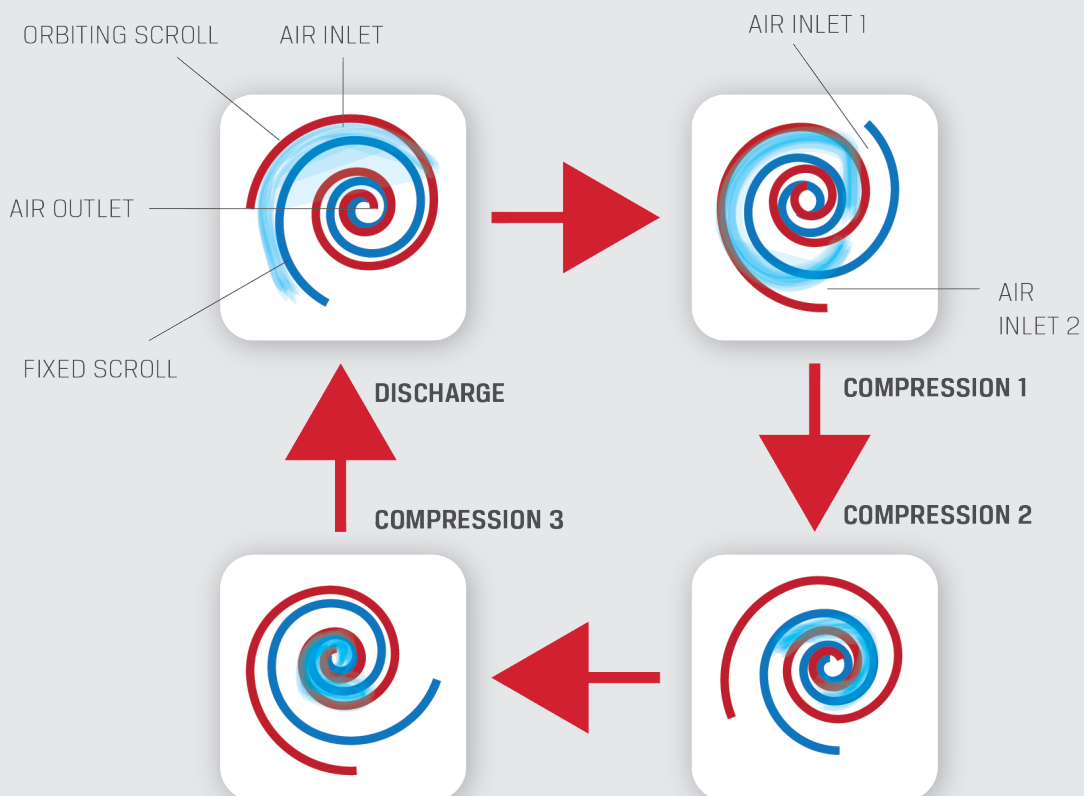 ORBITING SCROLL
AIR INLET
AIR INLET 1
AIR OUTLET
AIR
INLET 2
FIXED SCROLL
DISCHARGE
COMPRESSION 1
COMPRESSION 3
COMPRESSION 2